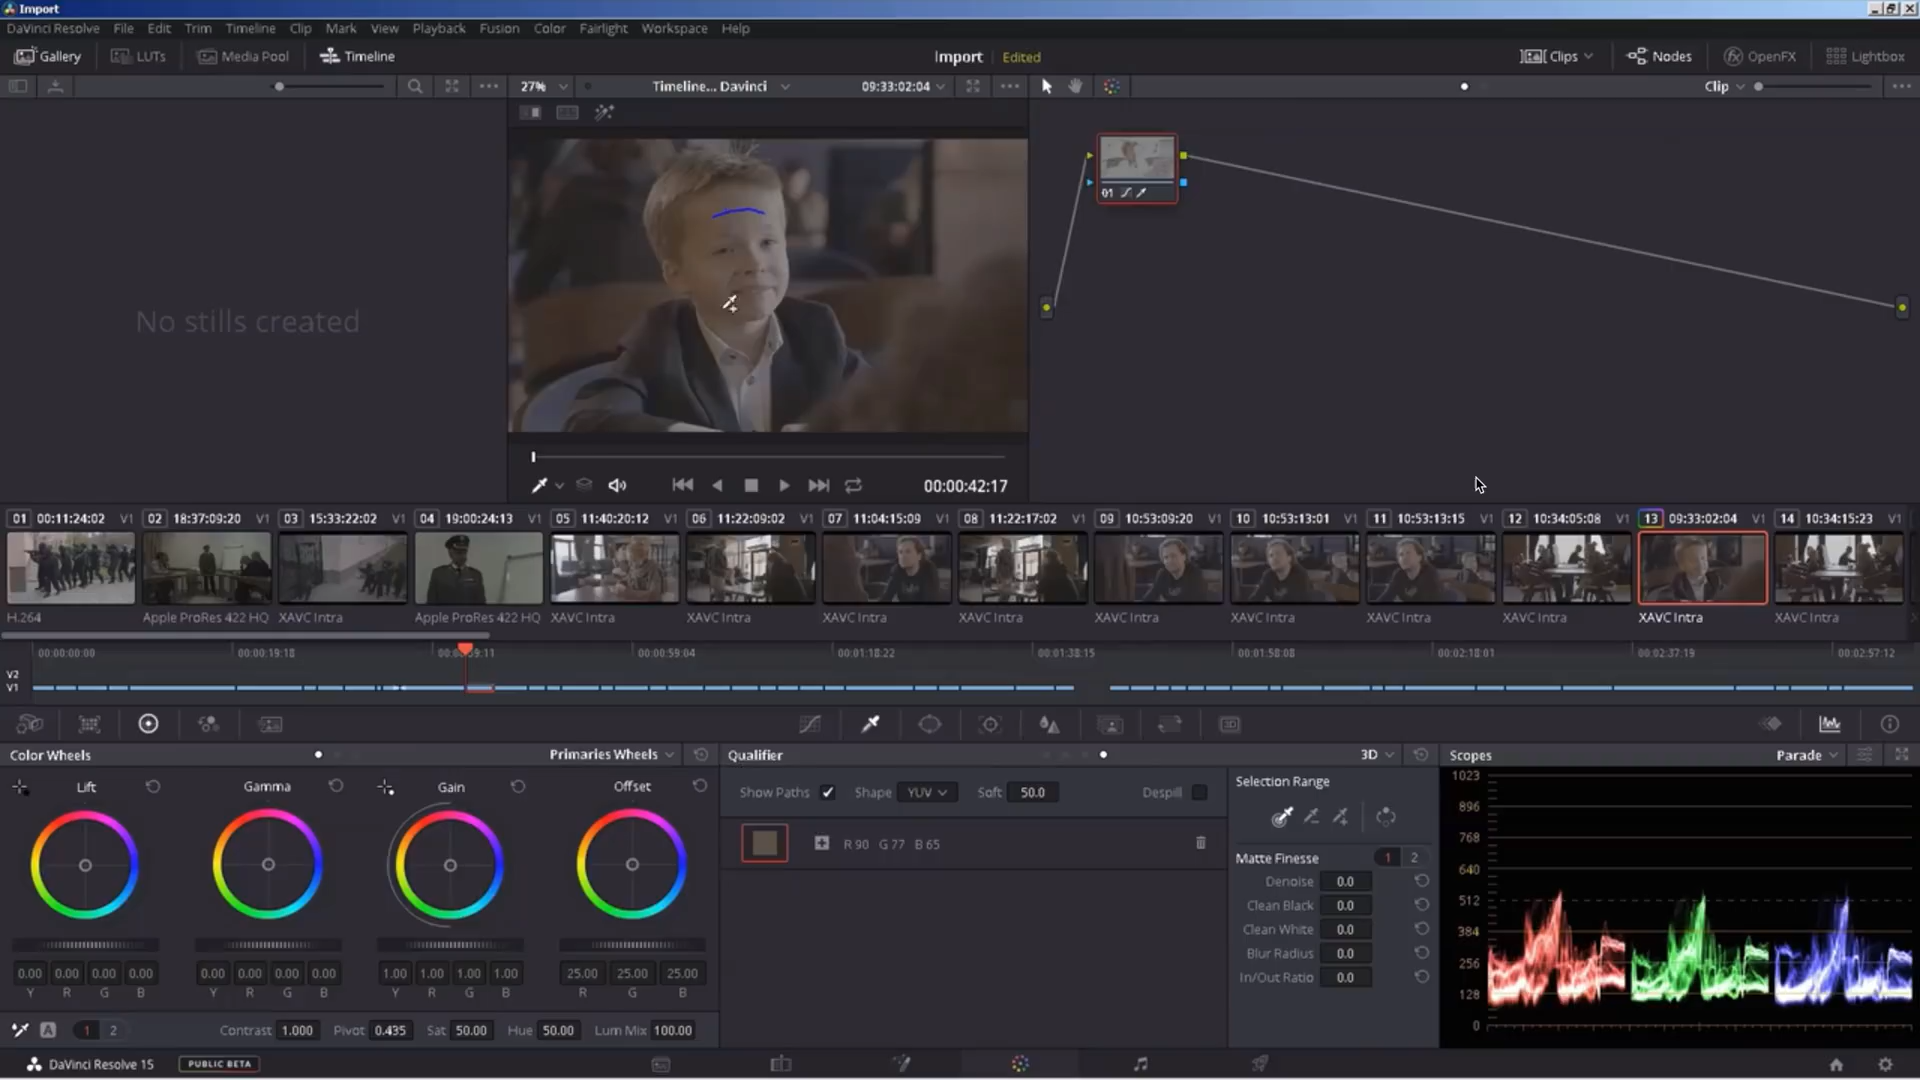 Import
DaVinci Resolve File Edit Trim Timeline Clip Mark View Playback Fusion Color Fairlight Workspace Help
Gallery LUTs Media Pool Timeline Import Edited Clips Nodes OpenFX Lightbox
27% Timeline... Davinci 09:33:02:04 Clip
01
No stills created
00:00:42:17
01 00:11:24:02 V1 02 18:37:09:20 V1 03 15:33:22:02 V1 04 19:00:24:13 V1 05 11:40:20:12 V1 06 11:22:09:02 V1 07 11:04:15:09 V1 08 11:22:17:02 V1 09 10:53:09:20 V1 10 10:53:13:01 V1 11 10:53:13:15 V1 12 10:34:05:08 V1 13 09:33:02:04 V1 14 10:34:15:23 V1
H.264 Apple ProRes 422 HQ XAVC Intra Apple ProRes 422 HQ XAVC Intra XAVC Intra XAVC Intra XAVC Intra XAVC Intra XAVC Intra XAVC Intra XAVC Intra XAVC Intra XAVC Intra
00:00:00:00 00:00:19:18 00:00:59:04 00:01:18:22 00:01:38:15 00:01:58:08 00:02:18:01 00:02:37:19 00:02:57:12
V2
V1
Color Wheels Primaries Wheels Qualifier 3D Scopes Parade
Lift Gamma Gain Offset
Show Paths Shape YUV Soft 50.0 Despill
R 90 G 77 B 65
Selection Range
Matte Finesse 1 2
Denoise 0.0
Clean Black 0.0
Clean White 0.0
Blur Radius 0.0
In/Out Ratio 0.0
1023
896
768
640
512
384
256
128
0
0.00 0.00 0.00 0.00 0.00 0.00 0.00 0.00 1.00 1.00 1.00 1.00 25.00 25.00 25.00
Y R G B Y R G B Y R G B R G B
A 1 2 Contrast 1.000 Pivot 0.435 Sat 50.00 Hue 50.00 Lum Mix 100.00
DaVinci Resolve 15 PUBLIC BETA